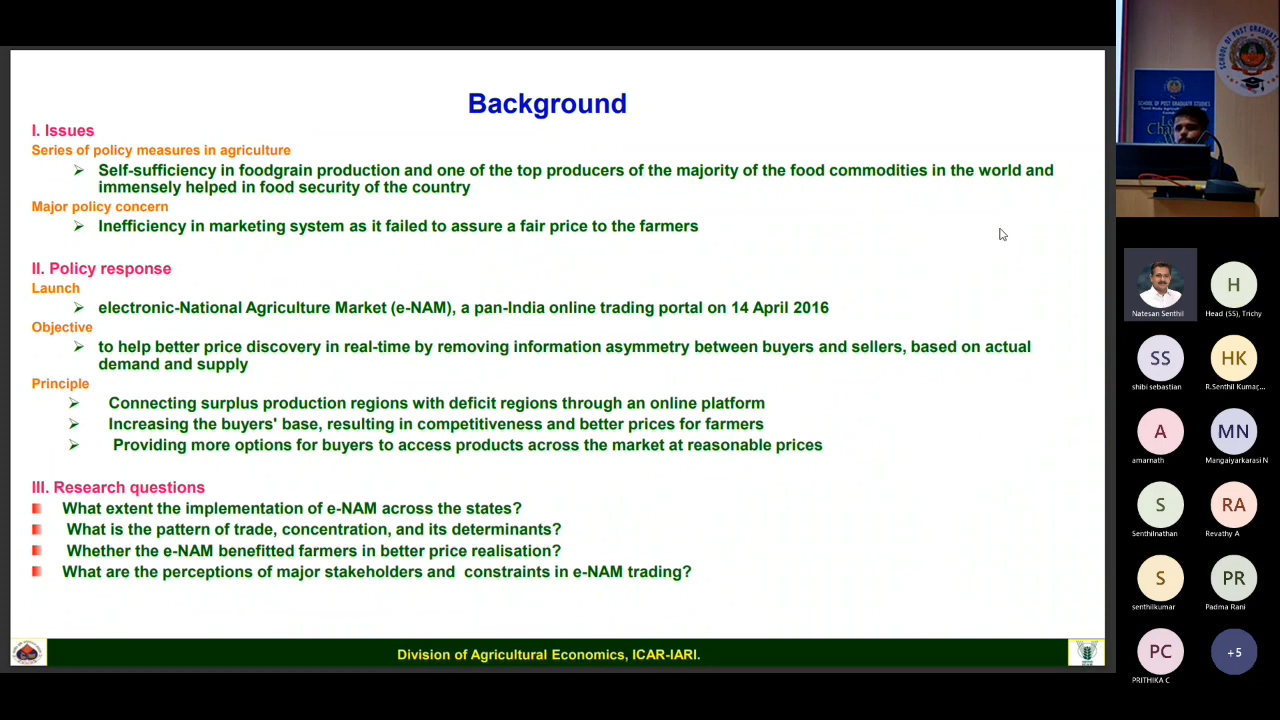 Background
I. Issues
Series of policy measures in agriculture
Self-sufficiency in foodgrain production and one of the top producers of the majority of the food commodities in the world and
immensely helped in food security of the country
Major policy concern
Inefficiency in marketing system as it failed to assure a fair price to the farmers
II. Policy response
Launch
electronic-National Agriculture Market (e-NAM), a pan-India online trading portal on 14 April 2016
Objective
to help better price discovery in real-time by removing information asymmetry between buyers and sellers, based on actual
demand and supply
Principle
Connecting surplus production regions with deficit regions through an online platform
Increasing the buyers' base, resulting in competitiveness and better prices for farmers
Providing more options for buyers to access products across the market at reasonable prices
III. Research questions
What extent the implementation of e-NAM across the states?
What is the pattern of trade, concentration, and its determinants?
Whether the e-NAM benefitted farmers in better price realisation?
What are the perceptions of major stakeholders and constraints in e-NAM trading?
Division of Agricultural Economics, ICAR-IARI.
SCHOOL OF POST GRADUATE
SCHOOL OF POST GRADUATE STUDIES
Natesan Senthil
H
Head (SS), Trichy
SS
shibi sebastian
HK
R.Senthil Kumar,...
A
amarnath
MN
Mangaiyarkarasi N
S
Senthilnathan
RA
Revathy A
S
senthilkumar
PR
Padma Rani
PC
PRITHIKA C
+5